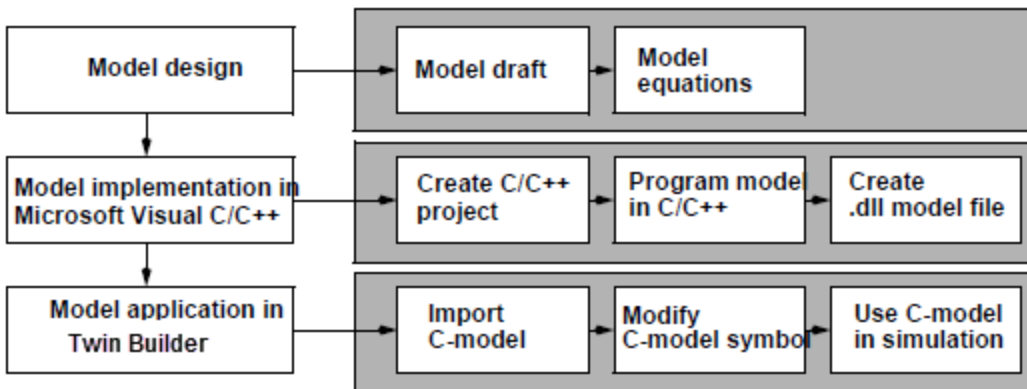 Model design
Model draft
Model
equations
Model implementation in
Microsoft Visual C/C++
Create C/C++
project
Program model
in C/C++
Create
.dll model file
Model application in
Twin Builder
Import
C-model
Modify
C-model symbol
Use C-model
in simulation